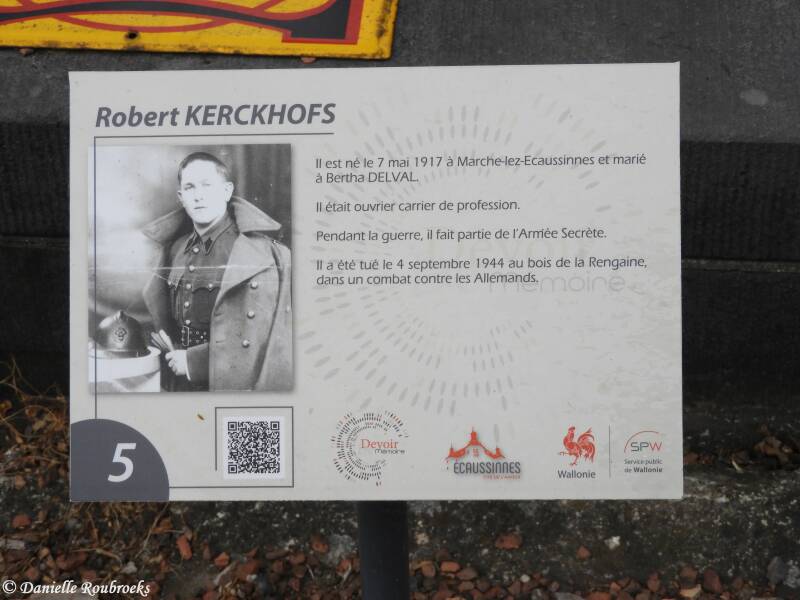 Robert KERCKHOFS
Il est né le 7 mai 1917 à Marche-lez-Ecaussinnes et marié
à Bertha DELVAL.
Il était ouvrier carrier de profession.
Pendant la guerre, il fait partie de l'Armée Secrète.
Il a été tué le 4 septembre 1944 au bois de la Rengaine,
dans un combat contre les Allemands.
mémoire
5
Devoir
mémoire
ÉCAUSSINNES
Wallonie
SPW
Service public
de Wallonie
© Danielle Roubroeks